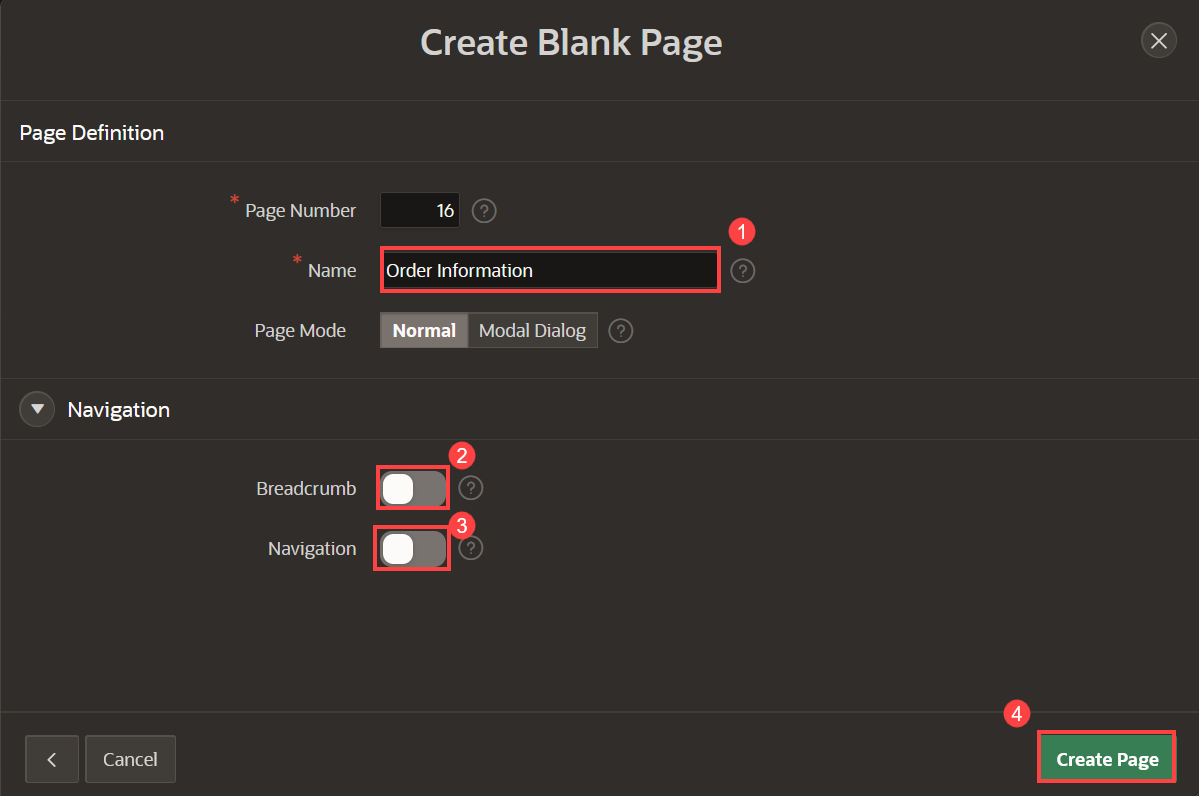 Create Blank Page
Page Definition
* Page Number 16 ?
1
* Name Order Information ?
Page Mode Normal Modal Dialog ?
Navigation
2
Breadcrumb ?
3
Navigation ?
4
Cancel Create Page